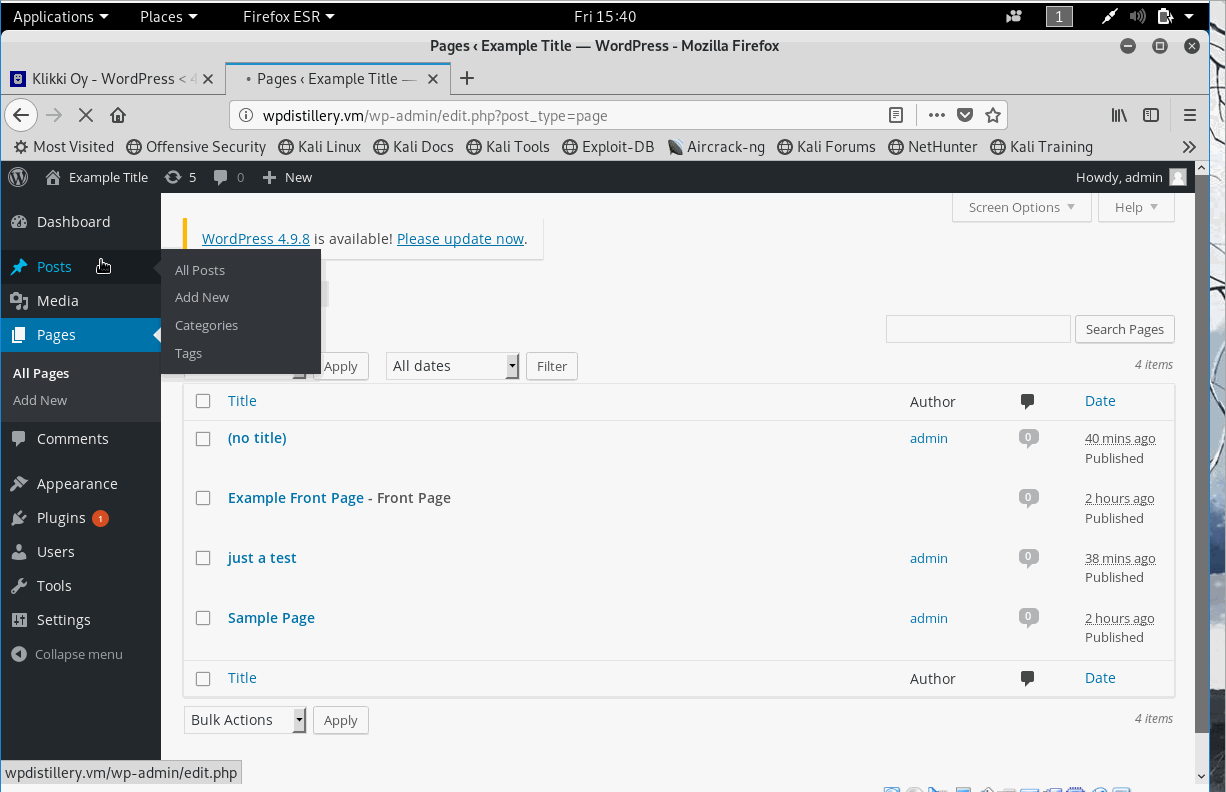 Applications Places Firefox ESR Fri 15:40 1
Pages ‹ Example Title — WordPress - Mozilla Firefox
Klikki Oy - WordPress < 4 Pages ‹ Example Title —
wpdistillery.vm/wp-admin/edit.php?post_type=page
Most Visited Offensive Security Kali Linux Kali Docs Kali Tools Exploit-DB Aircrack-ng Kali Forums NetHunter Kali Training
Example Title 5 0 New Howdy, admin
Screen Options Help
Dashboard
WordPress 4.9.8 is available! Please update now.
Posts
All Posts
Add New
Categories
Tags
Media
Pages
All Pages
Add New
Comments
Appearance
Plugins 1
Users
Tools
Settings
Collapse menu
Search Pages
Apply All dates Filter 4 items
Title Author Date
(no title) admin 0 40 mins ago
Published
Example Front Page - Front Page 0 2 hours ago
Published
just a test admin 0 38 mins ago
Published
Sample Page admin 0 2 hours ago
Published
Title Author Date
Bulk Actions Apply 4 items
wpdistillery.vm/wp-admin/edit.php